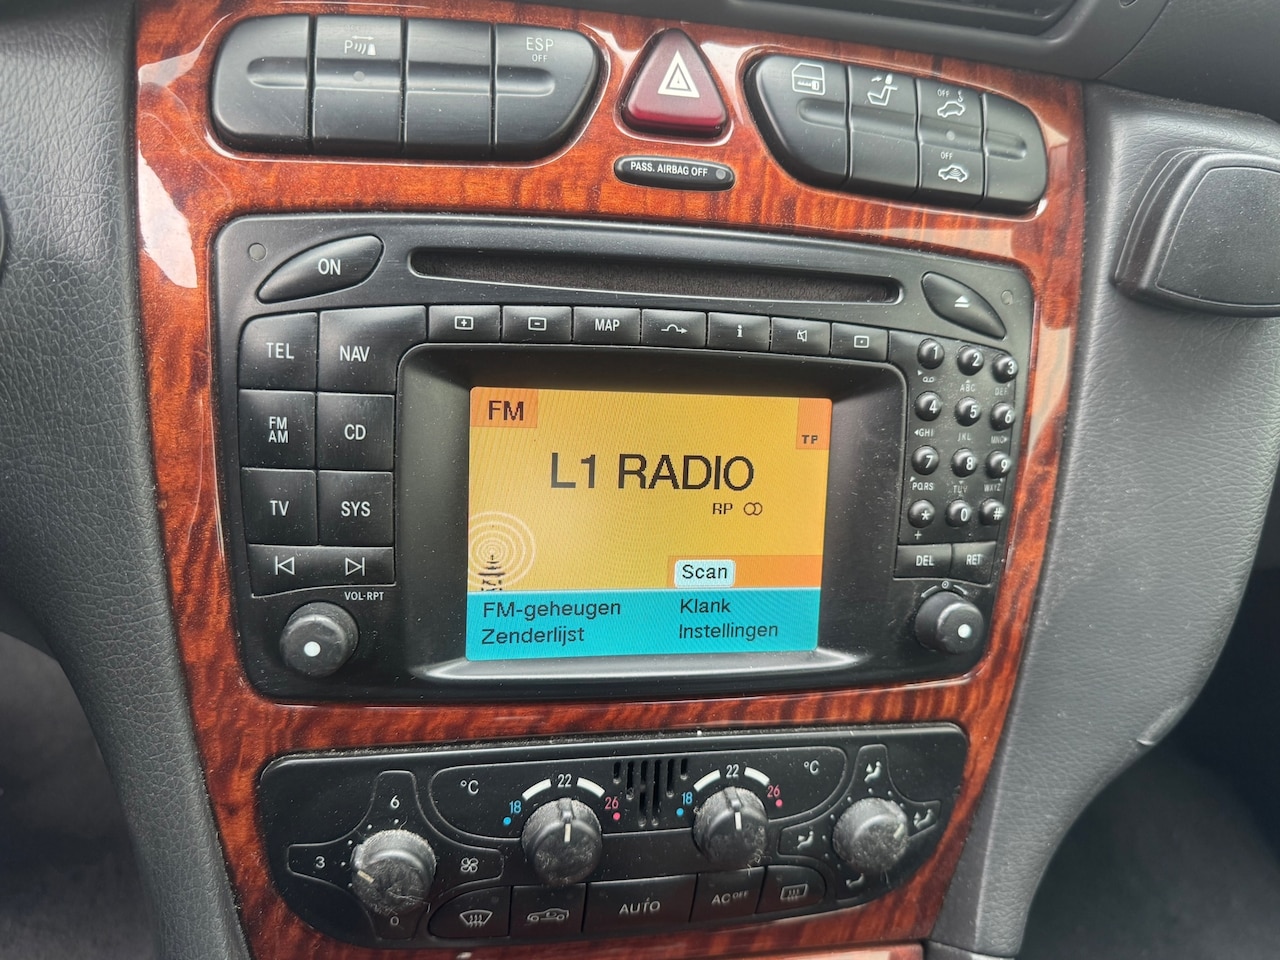 P
ESP
OFF
PASS. AIRBAG OFF
OFF
OFF
ON
MAP
i
TEL
NAV
FM
AM
CD
TV
SYS
VOL-RPT
1
2
3
ABC
DEF
4
5
6
GHI
JKL
MNO
7
8
9
PQRS
TUV
WXYZ
*
0
#
+
DEL
RET
FM
TP
L1 RADIO
RP
Scan
FM-geheugen
Klank
Zenderlijst
Instellingen
6
3
0
°C
18
22
26
18
22
26
°C
AUTO
AC OFF